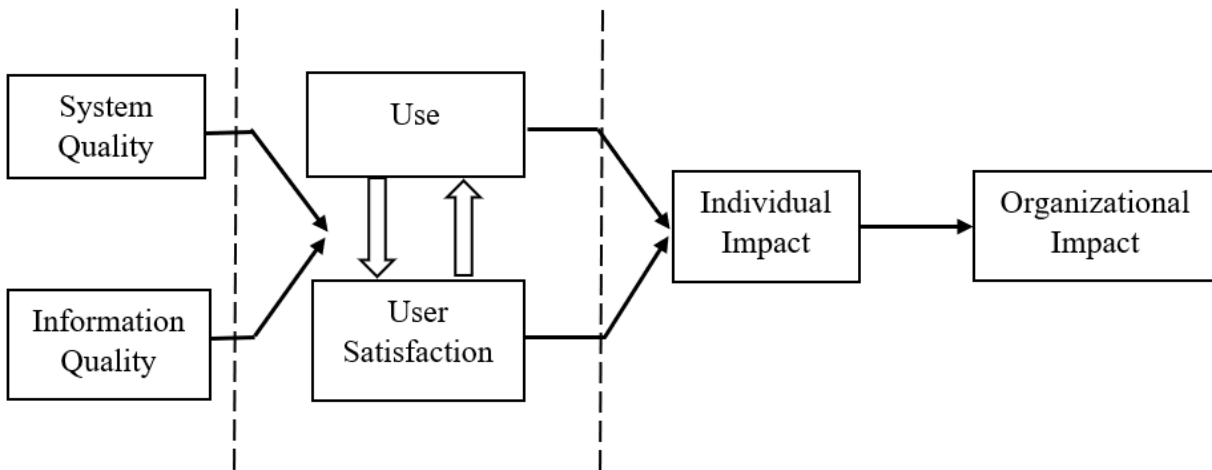 System
Quality
Information
Quality
Use
User
Satisfaction
Individual
Impact
Organizational
Impact